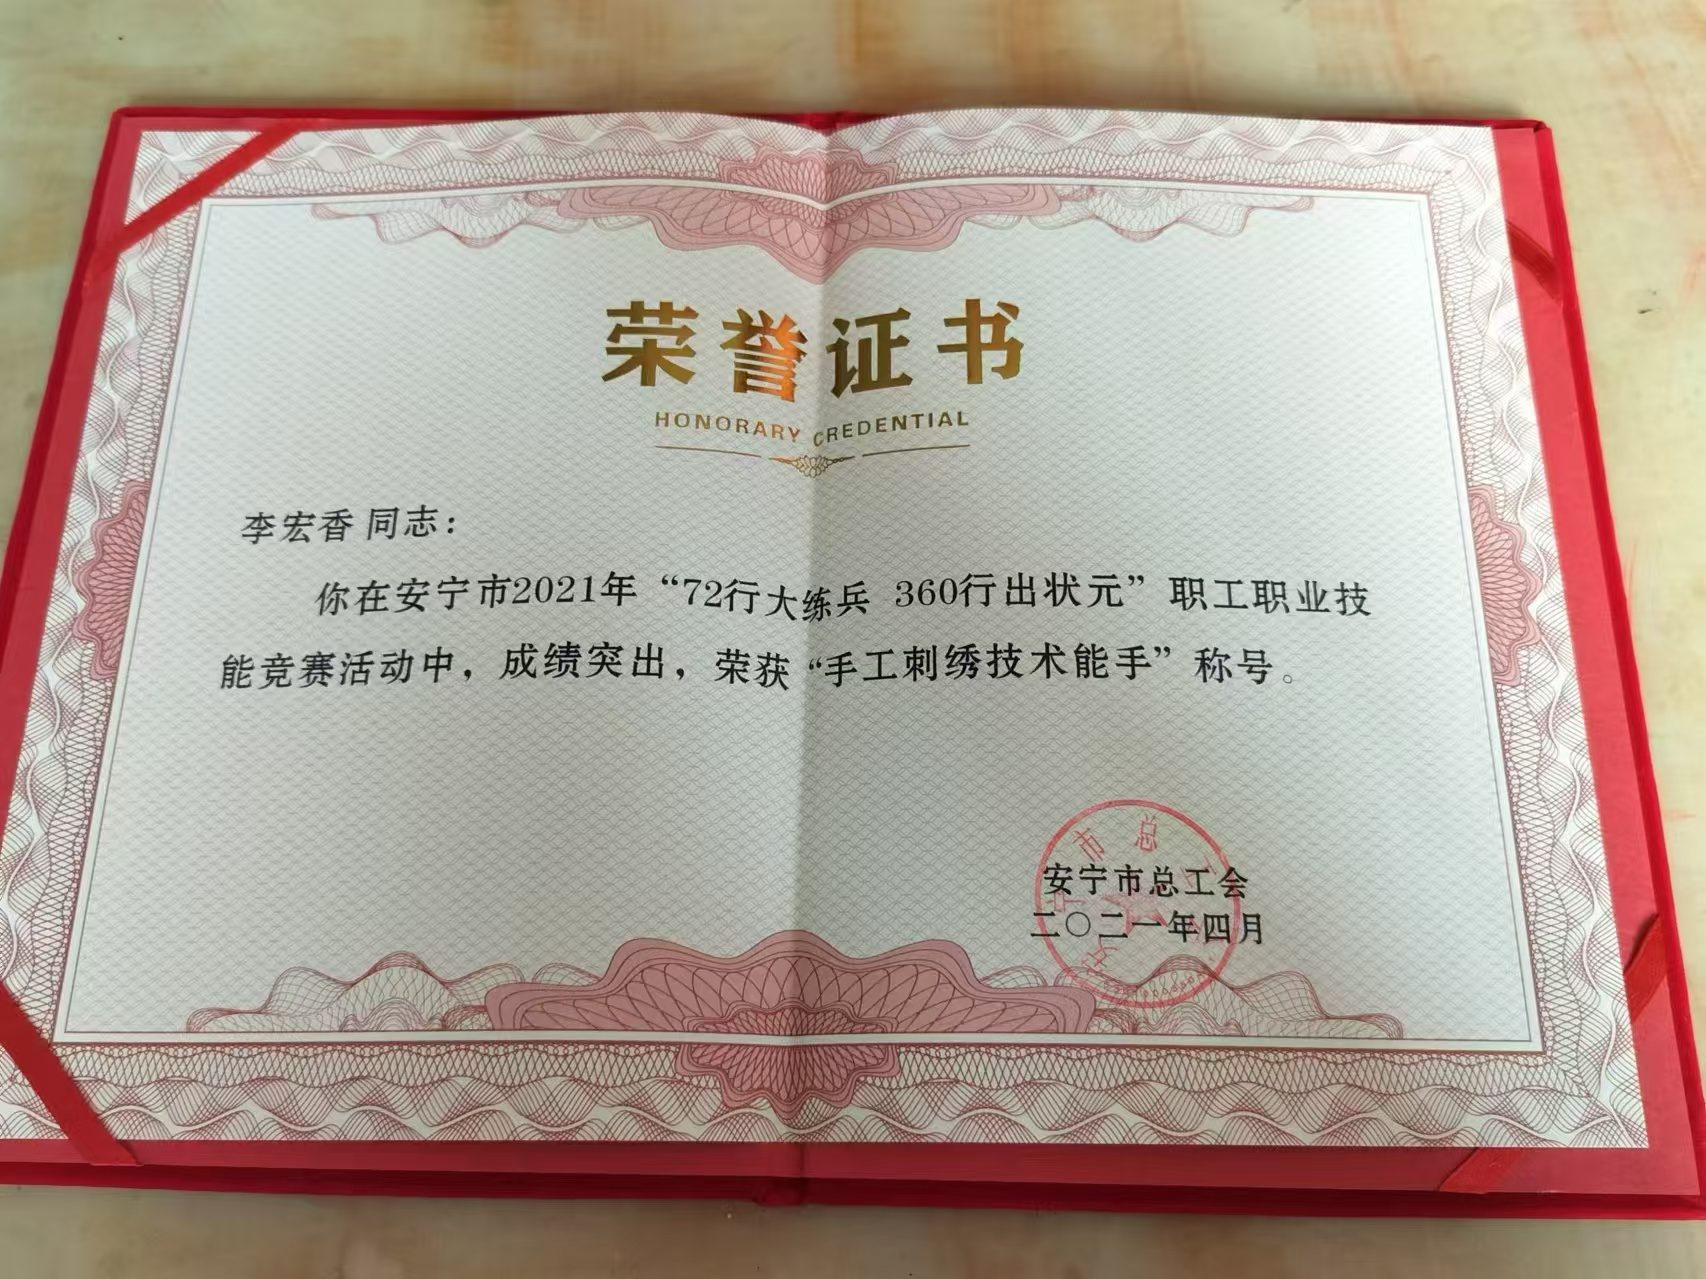 荣誉证书
HONORARY CREDENTIAL
李宏香 同志：
你在安宁市2021年“72行大练兵 360行出状元”职工职业技
能竞赛活动中，成绩突出，荣获“手工刺绣技术能手”称号。
安宁市总工会
二〇二一年四月